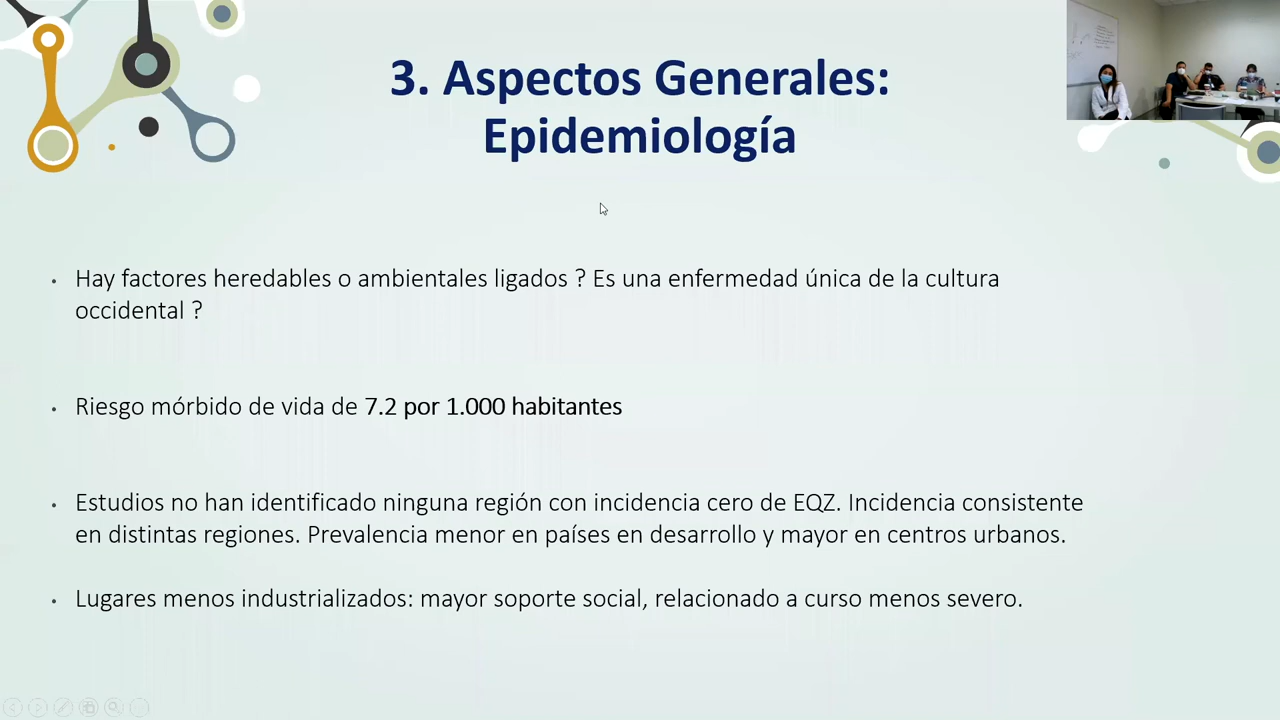 3. Aspectos Generales:
Epidemiología
Hay factores heredables o ambientales ligados ? Es una enfermedad única de la cultura
occidental ?
Riesgo mórbido de vida de 7.2 por 1.000 habitantes
Estudios no han identificado ninguna región con incidencia cero de EQZ. Incidencia consistente
en distintas regiones. Prevalencia menor en países en desarrollo y mayor en centros urbanos.
Lugares menos industrializados: mayor soporte social, relacionado a curso menos severo.